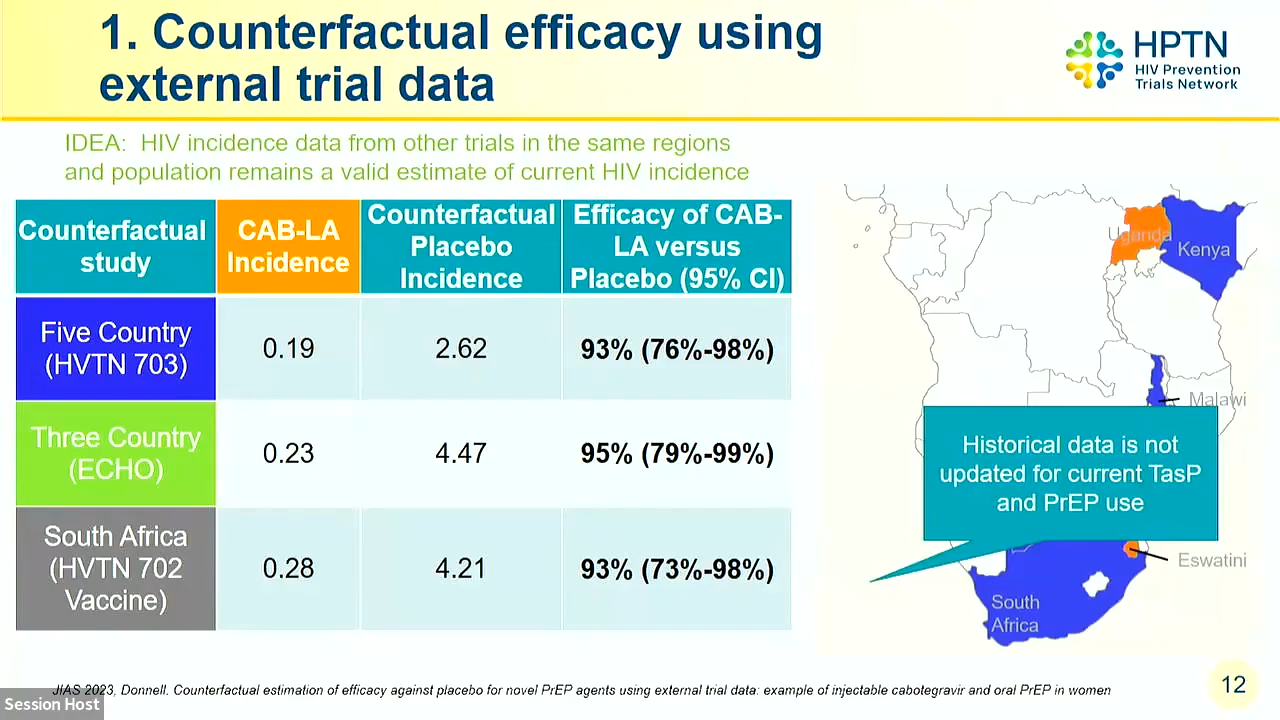 1. Counterfactual efficacy using
external trial data
HPTN
HIV Prevention
Trials Network
IDEA: HIV incidence data from other trials in the same regions
and population remains a valid estimate of current HIV incidence
Counterfactual
study
CAB-LA
Incidence
Counterfactual
Placebo
Incidence
Efficacy of CAB-
LA versus
Placebo (95% CI)
Five Country
(HVTN 703)
0.19
2.62
93% (76%-98%)
Three Country
(ECHO)
0.23
4.47
95% (79%-99%)
South Africa
(HVTN 702
Vaccine)
0.28
4.21
93% (73%-98%)
Uganda
Kenya
Malawi
Historical data is not
updated for current TasP
and PrEP use
Eswatini
South
Africa
JIAS 2023, Donnell. Counterfactual estimation of efficacy against placebo for novel PrEP agents using external trial data: example of injectable cabotegravir and oral PrEP in women
Session Host
12